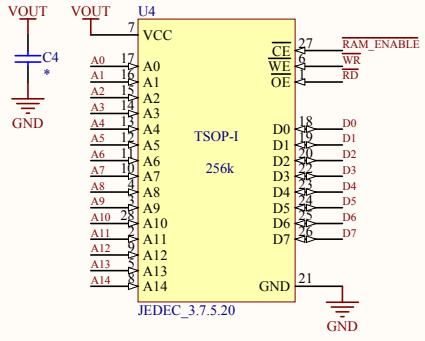 VOUT VOUT U4
7 VCC
C4
*
GND
CE 27 RAM_ENABLE
WE 6 WR
OE 1 RD
A0 17 A0
A1 16 A1
A2 15 A2
A3 14 A3
A4 13 A4 D0 18 D0
A5 12 A5 TSOP-I D1 19 D1
A6 11 A6 D2 20 D2
A7 10 A7 256k D3 22 D3
A8 4 A8 D4 23 D4
A9 3 A9 D5 24 D5
A10 28 A10 D6 25 D6
A11 2 A11 D7 26 D7
A12 9 A12
A13 5 A13
A14 8 A14 GND 21
JEDEC_3.7.5.20
GND